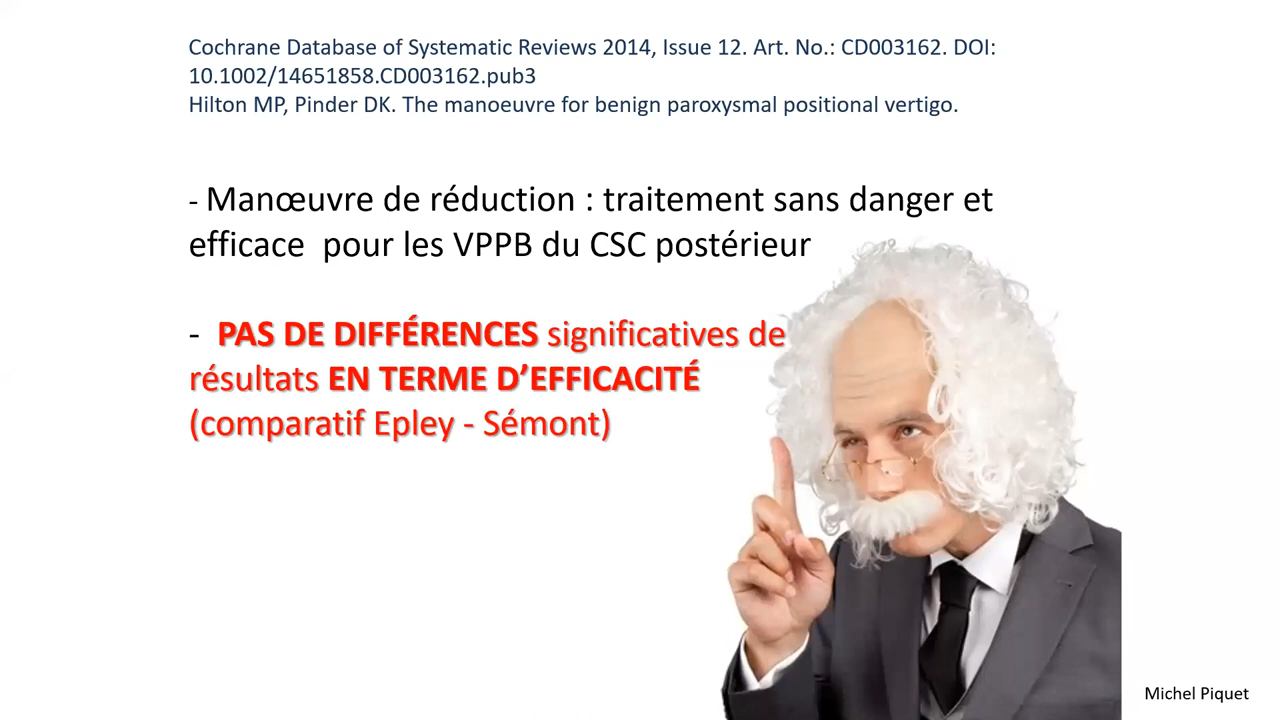 Cochrane Database of Systematic Reviews 2014, Issue 12. Art. No.: CD003162. DOI:
10.1002/14651858.CD003162.pub3
Hilton MP, Pinder DK. The manoeuvre for benign paroxysmal positional vertigo.
- Manœuvre de réduction : traitement sans danger et
efficace  pour les VPPB du CSC postérieur
-  PAS DE DIFFÉRENCES significatives de
résultats EN TERME D’EFFICACITÉ
(comparatif Epley - Sémont)
Michel Piquet